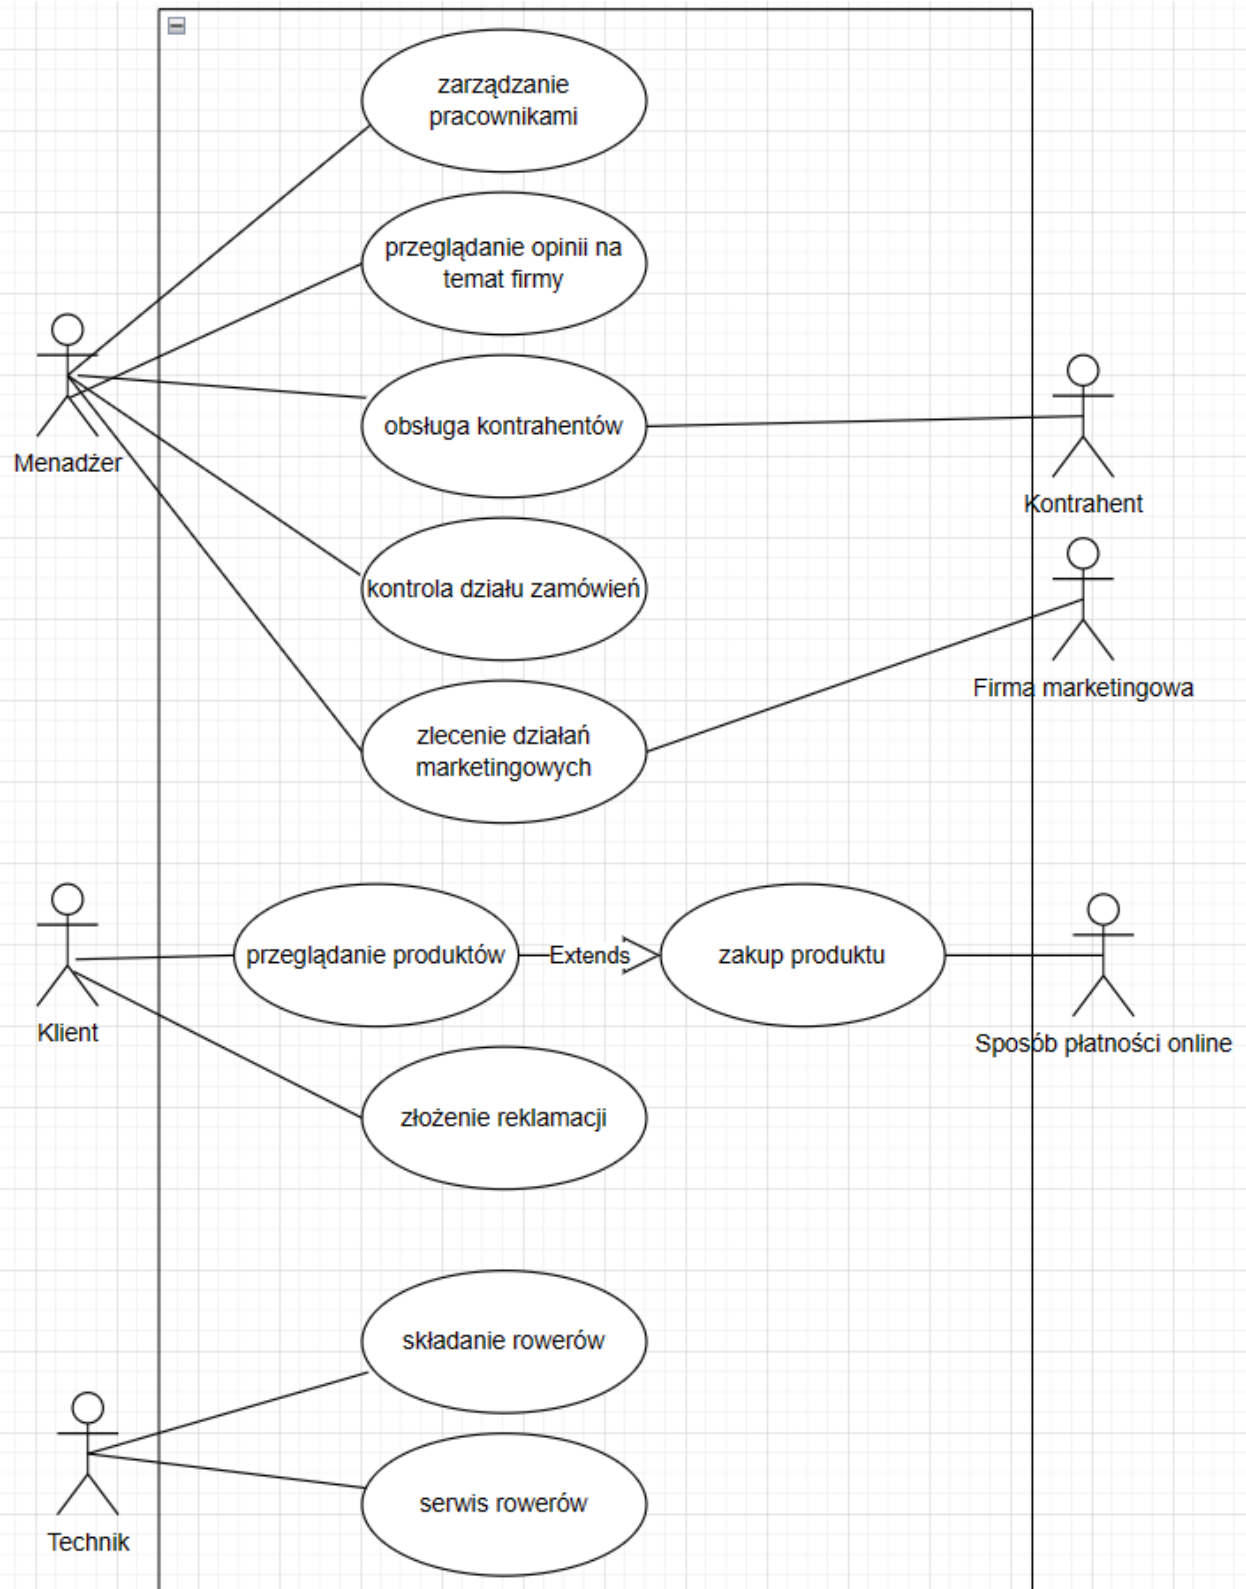 zarządzanie
pracownikami
przeglądanie opinii na
temat firmy
obsługa kontrahentów
Menadżer
Kontrahent
kontrola działu zamówień
Firma marketingowa
zlecenie działań
marketingowych
przeglądanie produktów
Extends
zakup produktu
Klient
Sposób płatności online
złożenie reklamacji
składanie rowerów
serwis rowerów
Technik